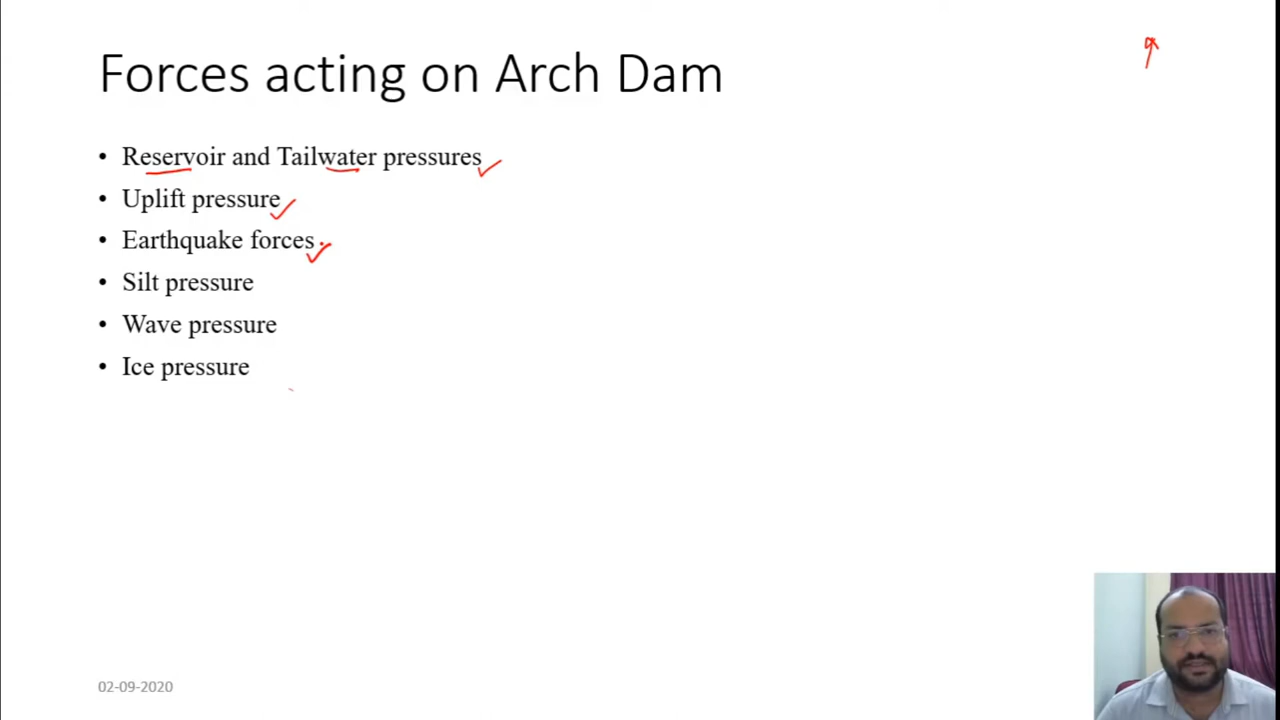 Forces acting on Arch Dam
• Reservoir and Tailwater pressures
• Uplift pressure
• Earthquake forces
• Silt pressure
• Wave pressure
• Ice pressure
02-09-2020